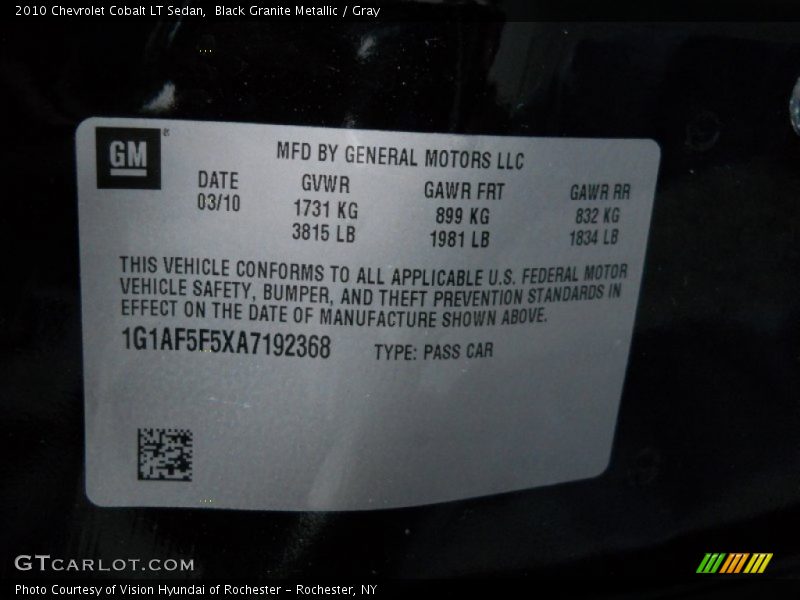 2010 Chevrolet Cobalt LT Sedan,  Black Granite Metallic / Gray
GM®
MFD BY GENERAL MOTORS LLC
DATE GVWR GAWR FRT GAWR RR
03/10 1731 KG 899 KG 832 KG
3815 LB 1981 LB 1834 LB
THIS VEHICLE CONFORMS TO ALL APPLICABLE U.S. FEDERAL MOTOR
VEHICLE SAFETY, BUMPER, AND THEFT PREVENTION STANDARDS IN
EFFECT ON THE DATE OF MANUFACTURE SHOWN ABOVE.
1G1AF5F5XA7192368 TYPE: PASS CAR
GTCARLOT.COM
Photo Courtesy of Vision Hyundai of Rochester – Rochester, NY